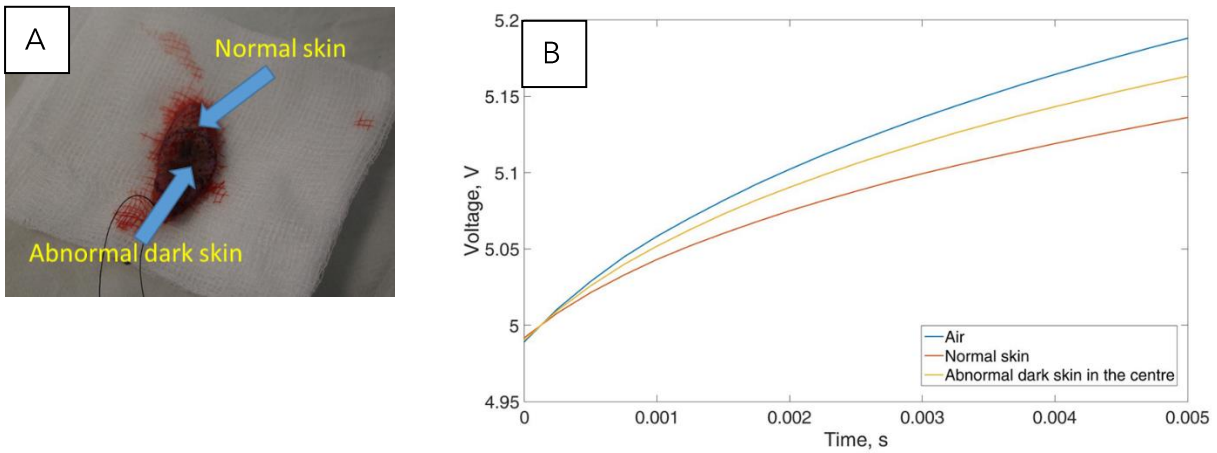 A
Normal skin
Abnormal dark skin
B
5.2
5.15
5.1
5.05
5
4.95
Voltage, V
0
0.001
0.002
0.003
0.004
0.005
Time, s
Air
Normal skin
Abnormal dark skin in the centre